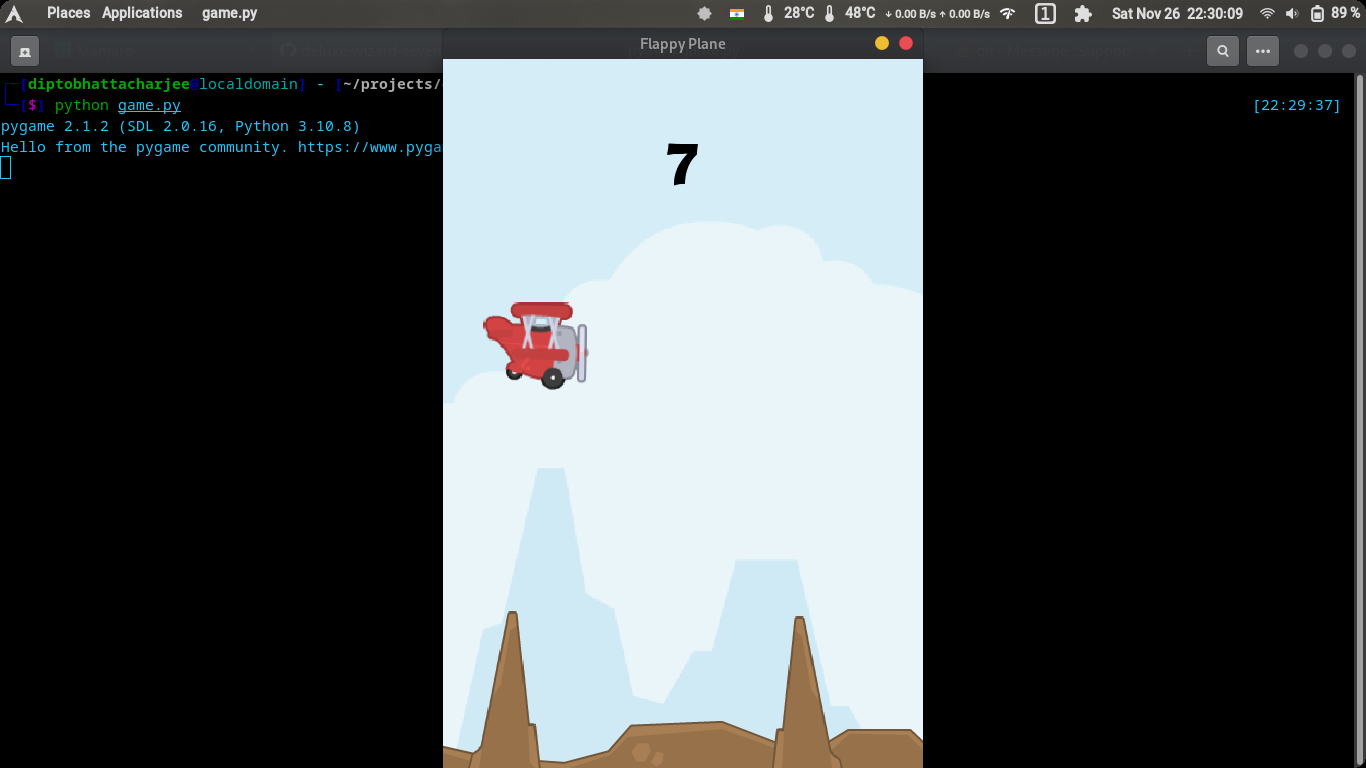 Places Applications game.py 28°C 48°C ↓ 0.00 B/s ↑ 0.00 B/s 1 Sat Nov 26 22:30:09 89 %
Flappy Plane
[diptobhattacharjee@localdomain] - [~/projects/
[$] python game.py [22:29:37]
pygame 2.1.2 (SDL 2.0.16, Python 3.10.8)
Hello from the pygame community. https://www.pyga
7